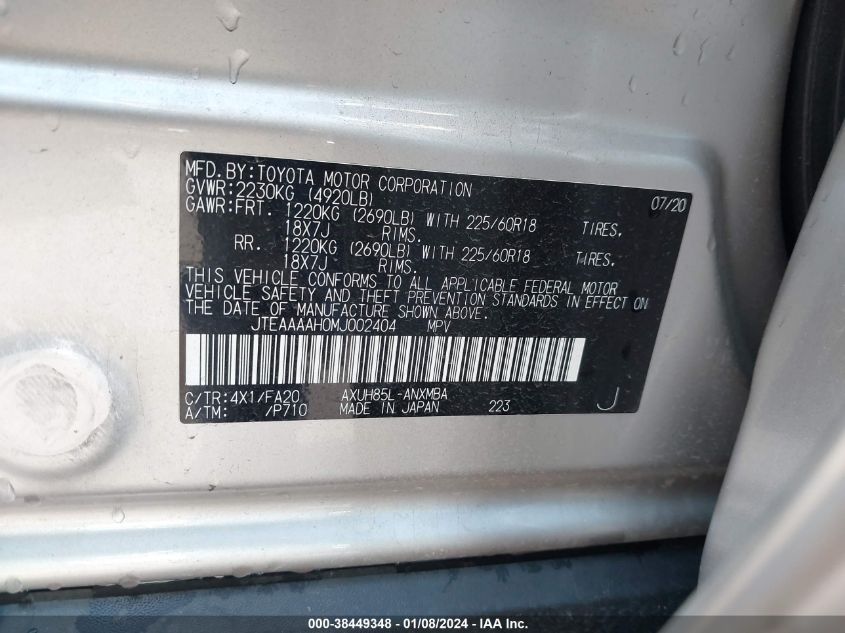 MFD.BY:TOYOTA MOTOR CORPORATION 07/20
GVWR:2230KG (4920LB)
GAWR:FRT. 1220KG (2690LB) WITH 225/60R18 TIRES,
18X7J RIMS.
RR. 1220KG (2690LB) WITH 225/60R18 TIRES,
18X7J RIMS.
THIS VEHICLE CONFORMS TO ALL APPLICABLE FEDERAL MOTOR
VEHICLE SAFETY AND THEFT PREVENTION STANDARDS IN EFFECT ON
THE DATE OF MANUFACTURE SHOWN ABOVE.
JTEAAAAH0MJ002404 MPV
C/TR:4X1/FA20 AXUH85L-ANXMBA
A/TM: /P710 MADE IN JAPAN 223 J
000-38449348 - 01/08/2024 - IAAI.com